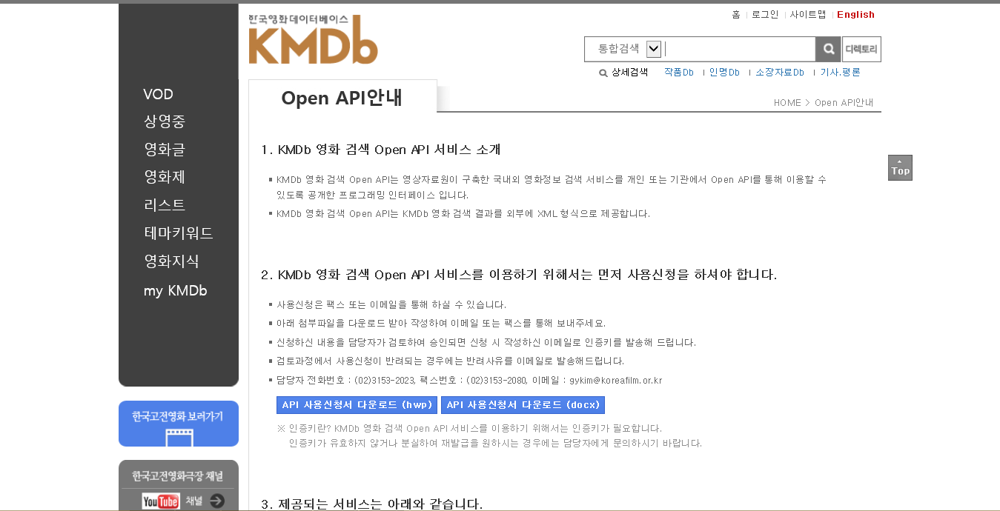 한국영화데이터베이스
KMDb
홈
로그인
사이트맵
English
통합검색
디렉토리
상세검색 작품Db 인명Db 소장자료Db 기사.평론
VOD
상영중
영화글
영화제
리스트
테마키워드
영화지식
my KMDb
한국고전영화 보러가기
한국고전영화극장 채널
YouTube 채널
Open API안내
HOME > Open API안내
1. KMDb 영화 검색 Open API 서비스 소개
KMDb 영화 검색 Open API는 영상자료원이 구축한 국내외 영화정보 검색 서비스를 개인 또는 기관에서 Open API를 통해 이용할 수
있도록 공개한 프로그래밍 인터페이스 입니다.
KMDb 영화 검색 Open API는 KMDb 영화 검색 결과를 외부에 XML 형식으로 제공합니다.
Top
2. KMDb 영화 검색 Open API 서비스를 이용하기 위해서는 먼저 사용신청을 하셔야 합니다.
사용신청은 팩스 또는 이메일을 통해 하실 수 있습니다.
아래 첨부파일을 다운로드 받아 작성하여 이메일 또는 팩스를 통해 보내주세요.
신청하신 내용을 담당자가 검토하여 승인되면 신청 시 작성하신 이메일로 인증키를 발송해 드립니다.
검토과정에서 사용신청이 반려되는 경우에는 반려사유를 이메일로 발송해드립니다.
담당자 전화번호 : (02)3153-2023, 팩스번호 : (02)3153-2080, 이메일 : gykim@koreafilm.or.kr
API 사용신청서 다운로드 (hwp) API 사용신청서 다운로드 (docx)
※ 인증키란? KMDb 영화 검색 Open API 서비스를 이용하기 위해서는 인증키가 필요합니다.
인증키가 유효하지 않거나 분실하여 재발급을 원하시는 경우에는 담당자에게 문의하시기 바랍니다.
3. 제공되는 서비스는 아래와 같습니다.